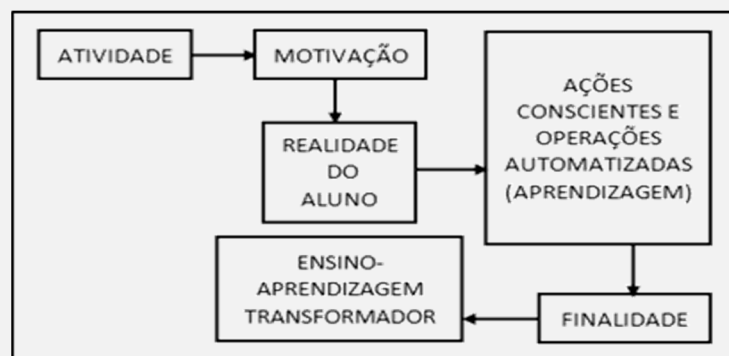 ATIVIDADE
MOTIVAÇÃO
REALIDADE
DO
ALUNO
AÇÕES
CONSCIENTES E
OPERAÇÕES
AUTOMATIZADAS
(APRENDIZAGEM)
FINALIDADE
ENSINO-
APRENDIZAGEM
TRANSFORMADOR